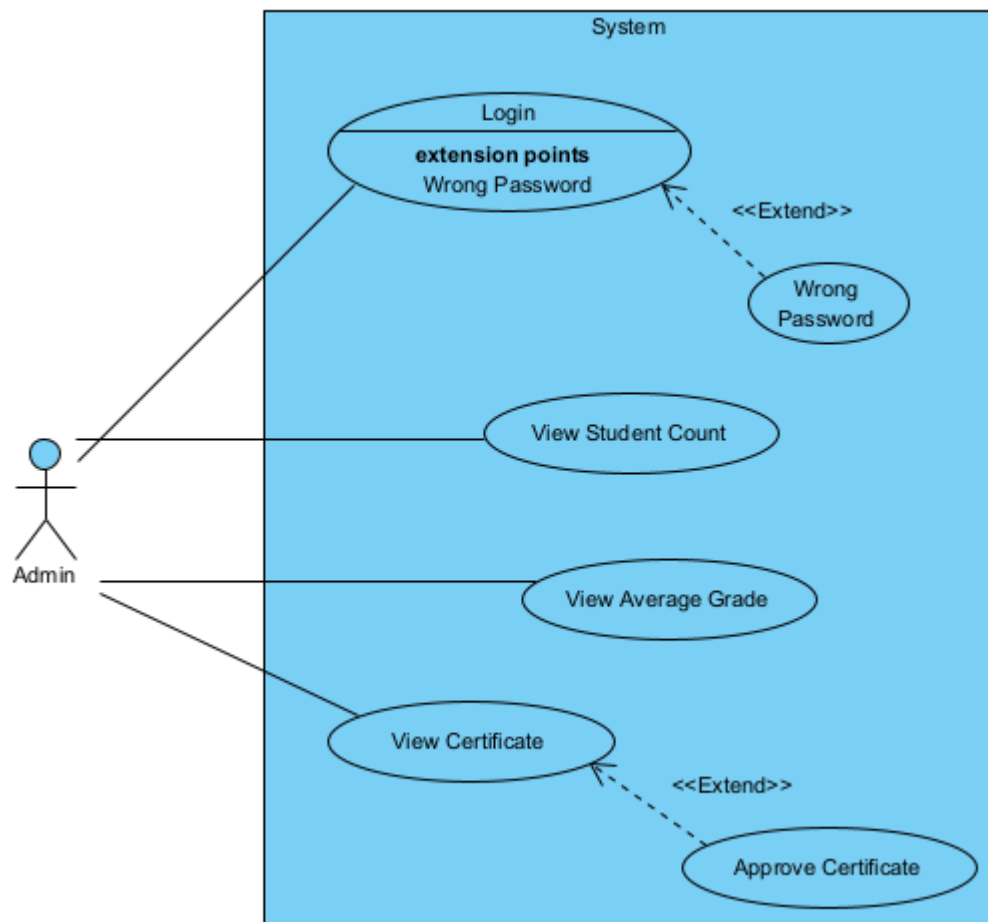 System
Login
extension points
Wrong Password
<<Extend>>
Wrong
Password
View Student Count
Admin
View Average Grade
View Certificate
<<Extend>>
Approve Certificate